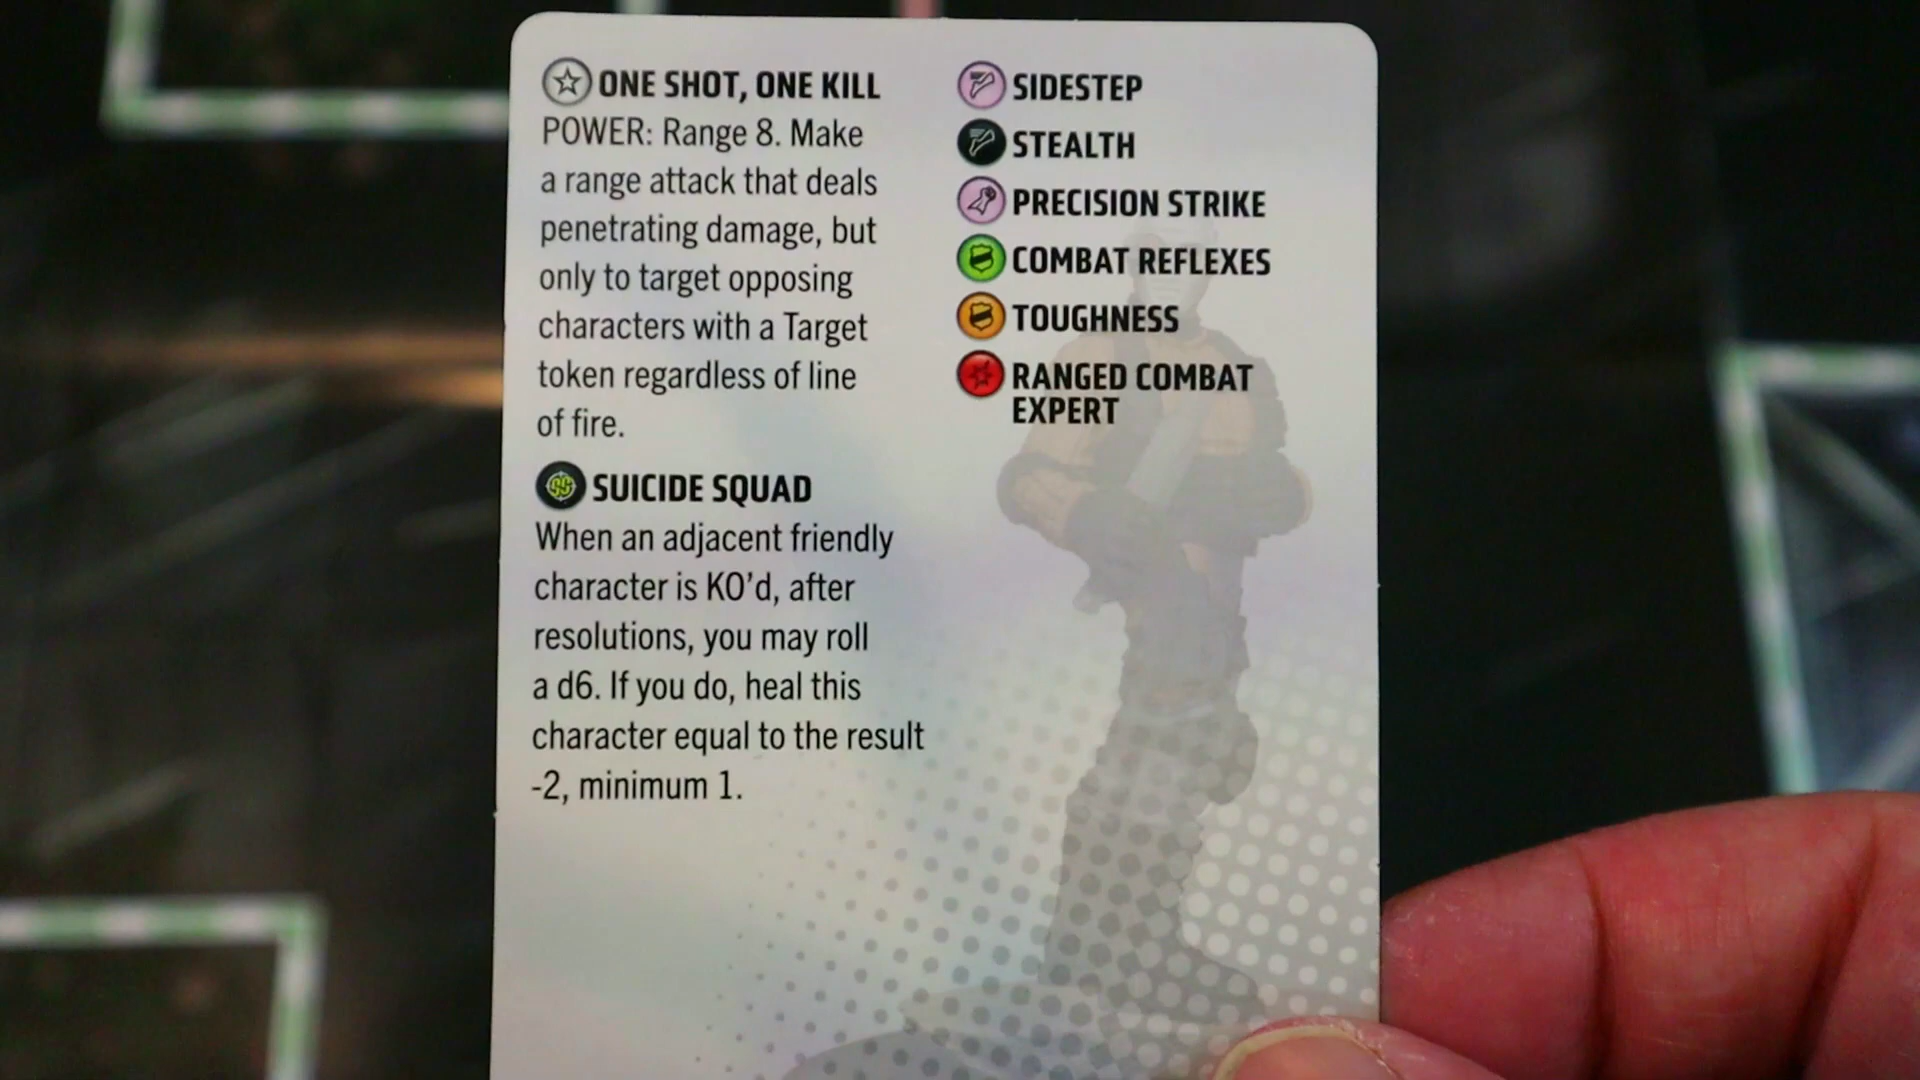 ONE SHOT, ONE KILL
POWER: Range 8. Make
a range attack that deals
penetrating damage, but
only to target opposing
characters with a Target
token regardless of line
of fire.
SS SUICIDE SQUAD
When an adjacent friendly
character is KO’d, after
resolutions, you may roll
a d6. If you do, heal this
character equal to the result
-2, minimum 1.
SIDESTEP
STEALTH
PRECISION STRIKE
COMBAT REFLEXES
TOUGHNESS
RANGED COMBAT
EXPERT